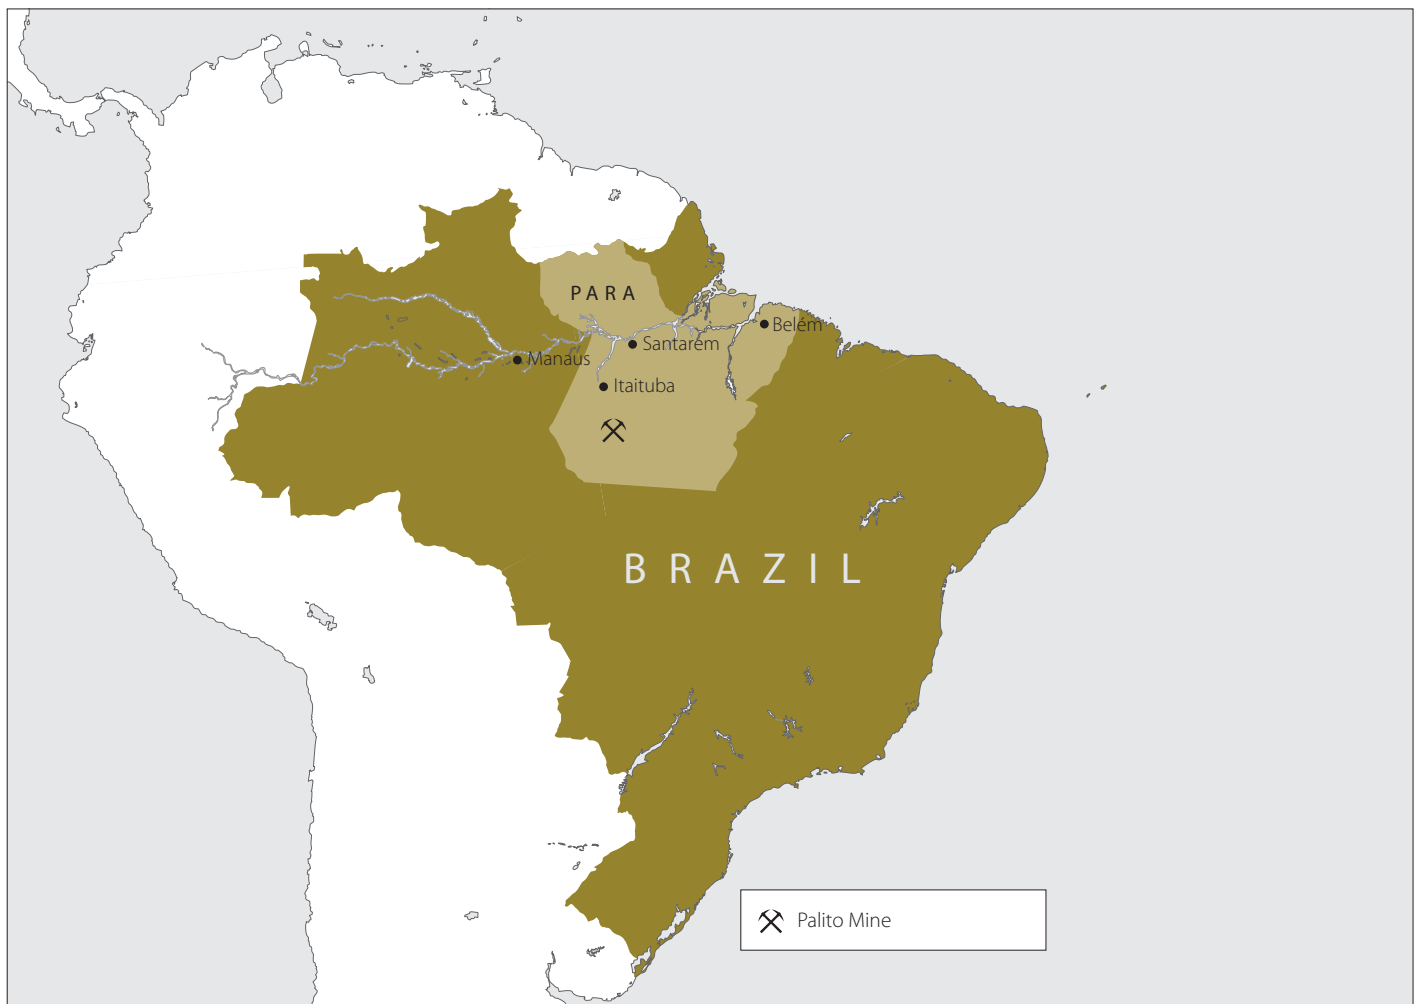 PARA
Belém
Santarém
Manaus
Itaituba
BRAZIL
Palito Mine